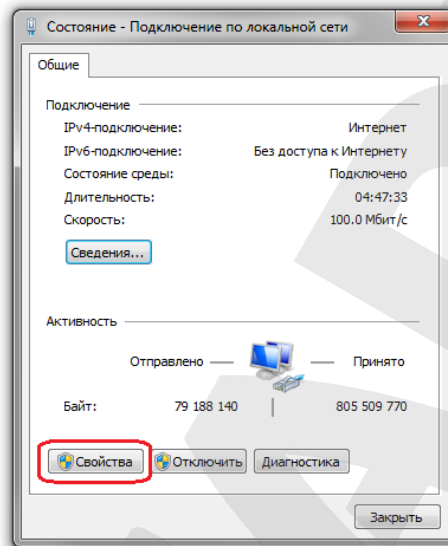 Состояние - Подключение по локальной сети
Общие
Подключение
IPv4-подключение: Интернет
IPv6-подключение: Без доступа к Интернету
Состояние среды: Подключено
Длительность: 04:47:33
Скорость: 100.0 Мбит/с
Сведения...
Активность
Отправлено — — Принято
Байт: 79 188 140 | 805 509 770
Свойства Отключить Диагностика
Закрыть